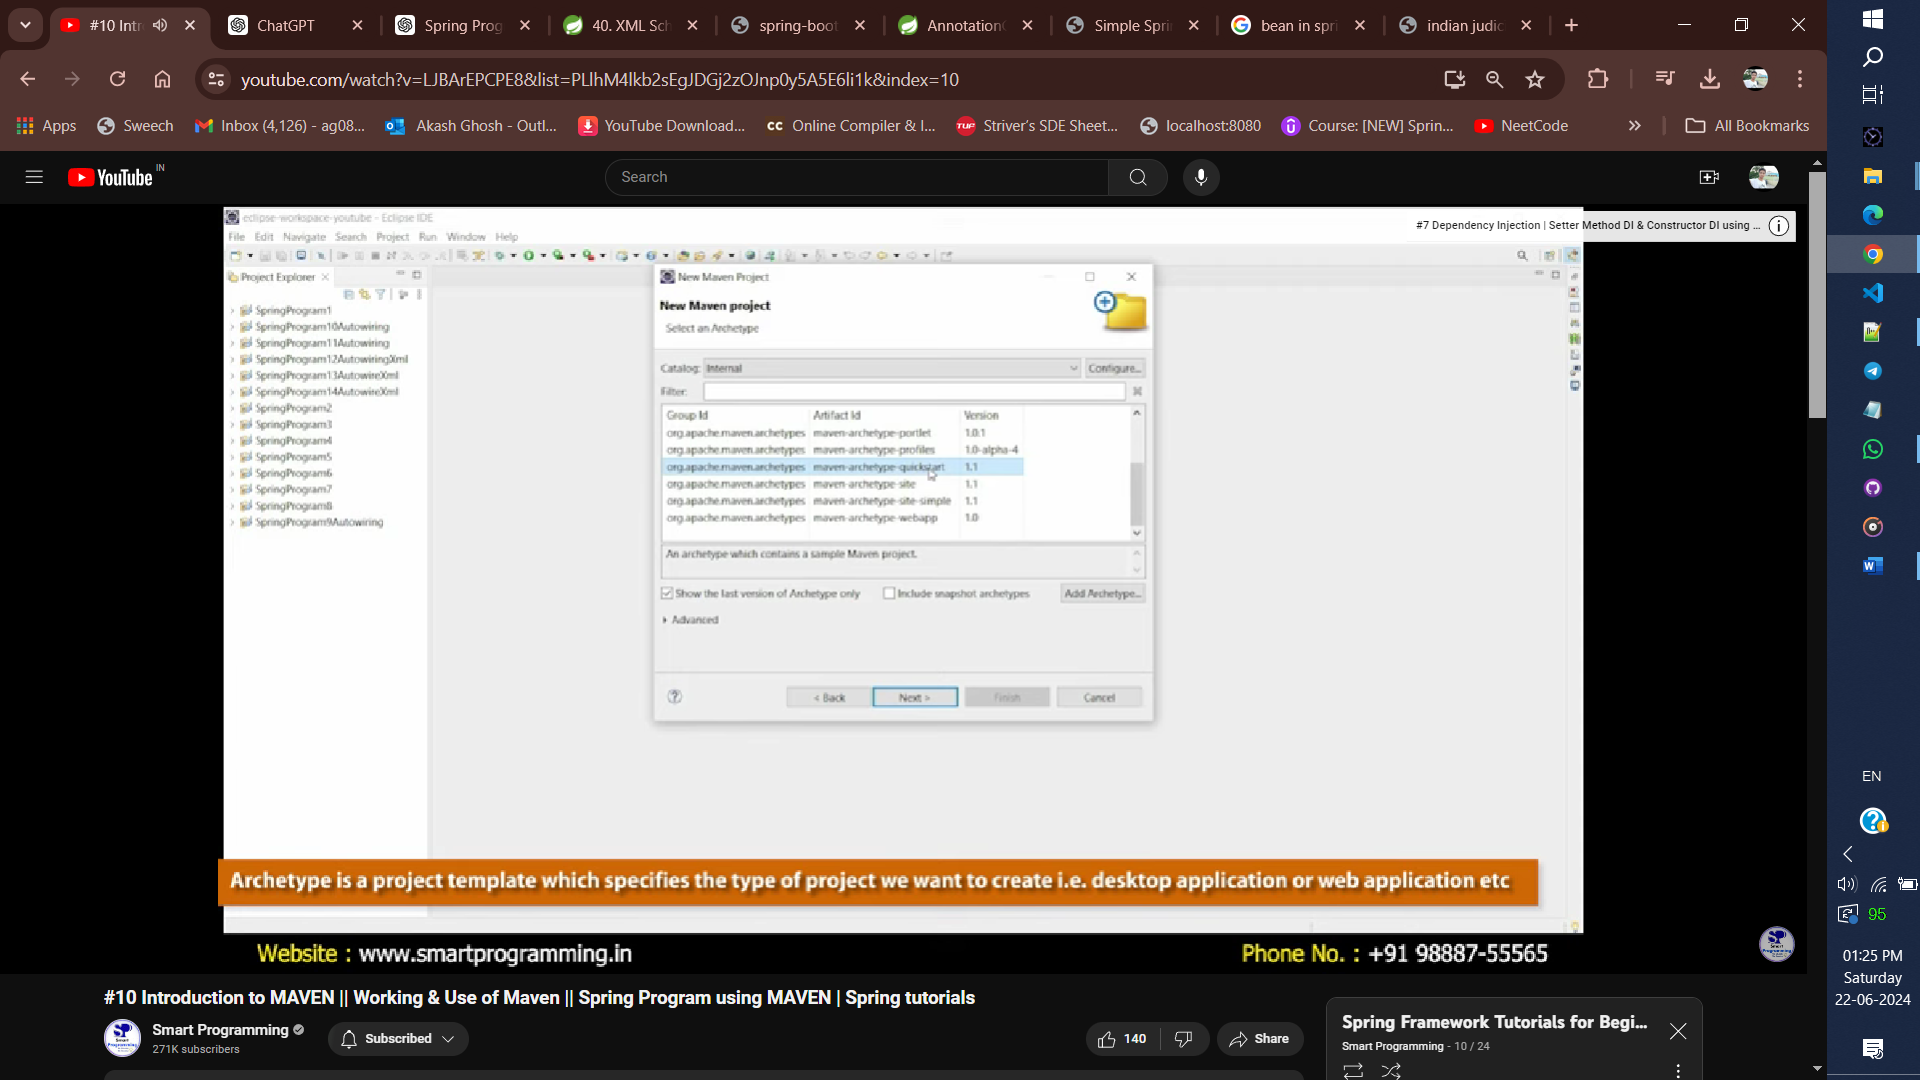 #10 Intr
ChatGPT
Spring Prog
40. XML Sch
spring-boot
Annotation
Simple Spri
bean in spri
indian judic
youtube.com/watch?v=LJBArEPCPE8&list=PLlhM4lkb2sEgJDGj2zOJnp0y5A5E6li1k&index=10
Apps
Sweech
Inbox (4,126) - ag08...
Akash Ghosh - Outl...
YouTube Download...
Online Compiler & I...
Striver's SDE Sheet...
localhost:8080
Course: [NEW] Sprin...
NeetCode
All Bookmarks
YouTube IN
Search
eclipse-workspace-youtube - Eclipse IDE
#7 Dependency Injection | Setter Method DI & Constructor DI using ...
File Edit Navigate Search Project Run Window Help
Project Explorer
SpringProgram1
SpringProgram10Autowiring
SpringProgram11Autowiring
SpringProgram12AutowiringXml
SpringProgram13AutowireXml
SpringProgram14AutowireXml
SpringProgram2
SpringProgram3
SpringProgram4
SpringProgram5
SpringProgram6
SpringProgram7
SpringProgram8
SpringProgram9Autowiring
New Maven Project
New Maven project
Select an Archetype
Catalog: Internal Configure...
Filter:
Group Id Artifact Id Version
org.apache.maven.archetypes maven-archetype-portlet 1.0.1
org.apache.maven.archetypes maven-archetype-profiles 1.0-alpha-4
org.apache.maven.archetypes maven-archetype-quickstart 1.1
org.apache.maven.archetypes maven-archetype-site 1.1
org.apache.maven.archetypes maven-archetype-site-simple 1.1
org.apache.maven.archetypes maven-archetype-webapp 1.0
An archetype which contains a sample Maven project.
Show the last version of Archetype only Include snapshot archetypes Add Archetype...
Advanced
< Back Next > Finish Cancel
Archetype is a project template which specifies the type of project we want to create i.e. desktop application or web application etc
Website : www.smartprogramming.in
Phone No. : +91 98887-55565
#10 Introduction to MAVEN || Working & Use of Maven || Spring Program using MAVEN | Spring tutorials
Smart Programming
271K subscribers
Subscribed
140
Share
Spring Framework Tutorials for Begi...
Smart Programming - 10 / 24
EN
95
01:25 PM
Saturday
22-06-2024